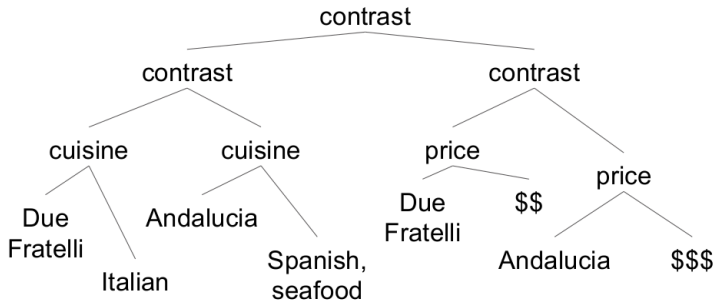 contrast
contrast
contrast
cuisine
cuisine
price
price
Due
Fratelli
Italian
Andalucia
Spanish,
seafood
Due
Fratelli
$$
Andalucia
$$$